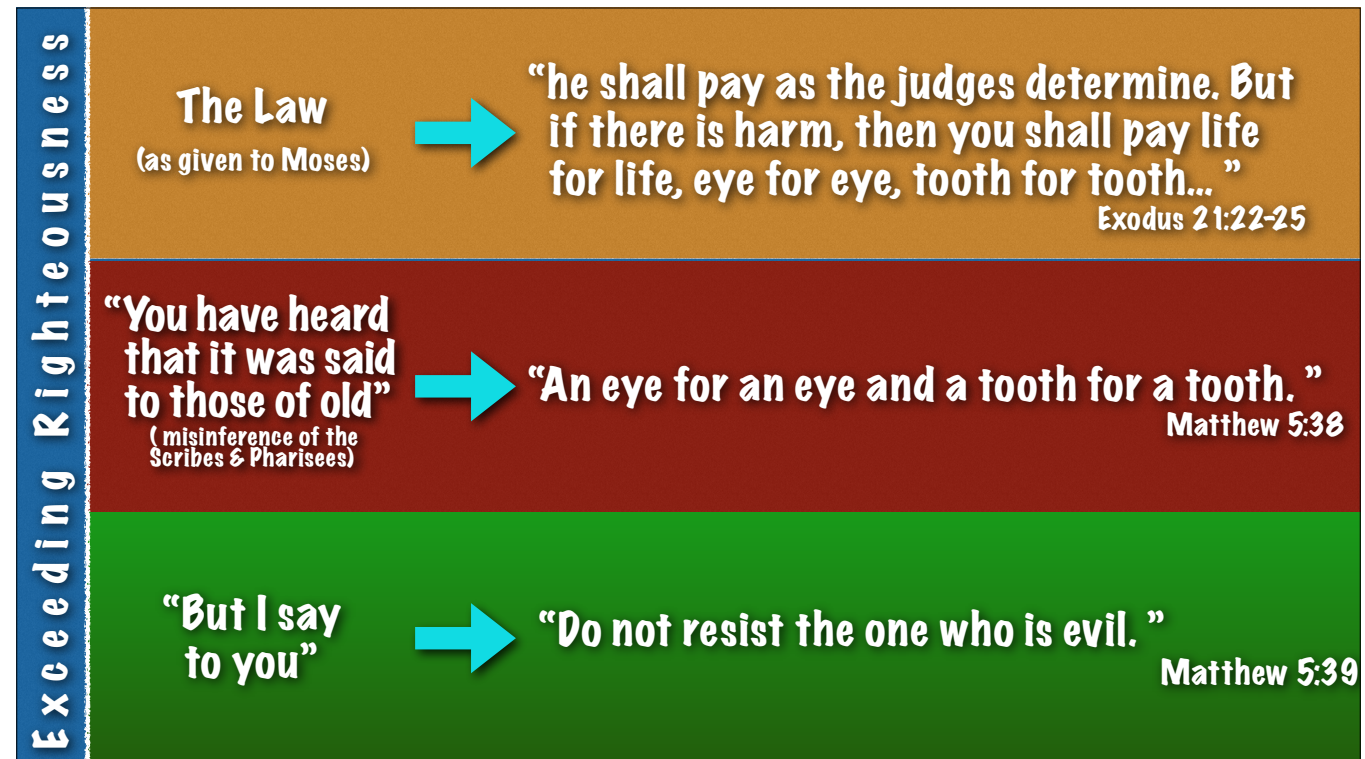 Exceeding Righteousness
The Law
(as given to Moses)
“he shall pay as the judges determine. But
if there is harm, then you shall pay life
for life, eye for eye, tooth for tooth... ”
Exodus 21:22-25
“You have heard
that it was said
to those of old”
( misinference of the
Scribes & Pharisees)
“An eye for an eye and a tooth for a tooth. ”
Matthew 5:38
“But I say
to you”
“Do not resist the one who is evil. ”
Matthew 5:39